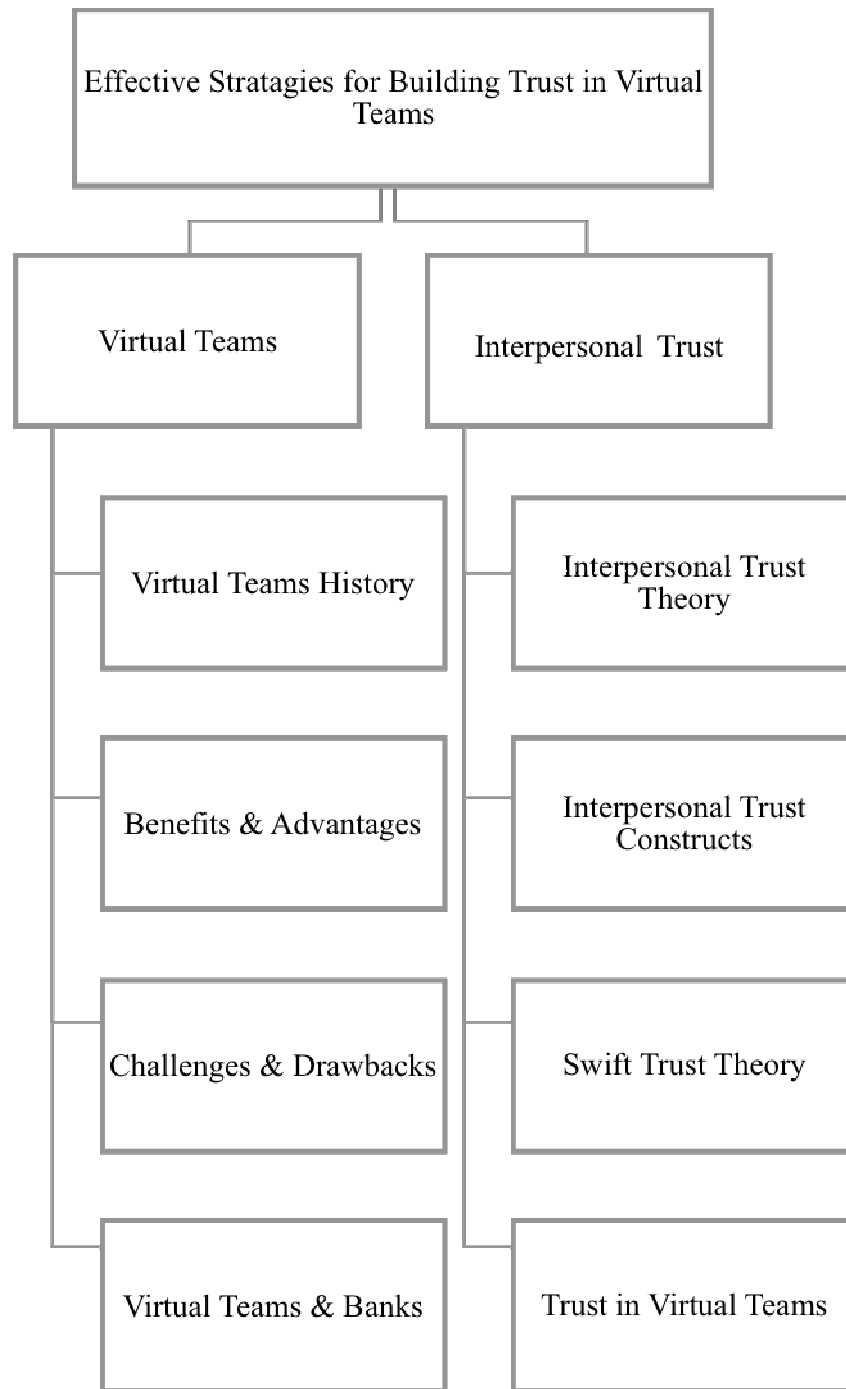 Effective Stratagies for Building Trust in Virtual
Teams
Virtual Teams
Interpersonal Trust
Virtual Teams History
Benefits & Advantages
Challenges & Drawbacks
Virtual Teams & Banks
Interpersonal Trust
Theory
Interpersonal Trust
Constructs
Swift Trust Theory
Trust in Virtual Teams